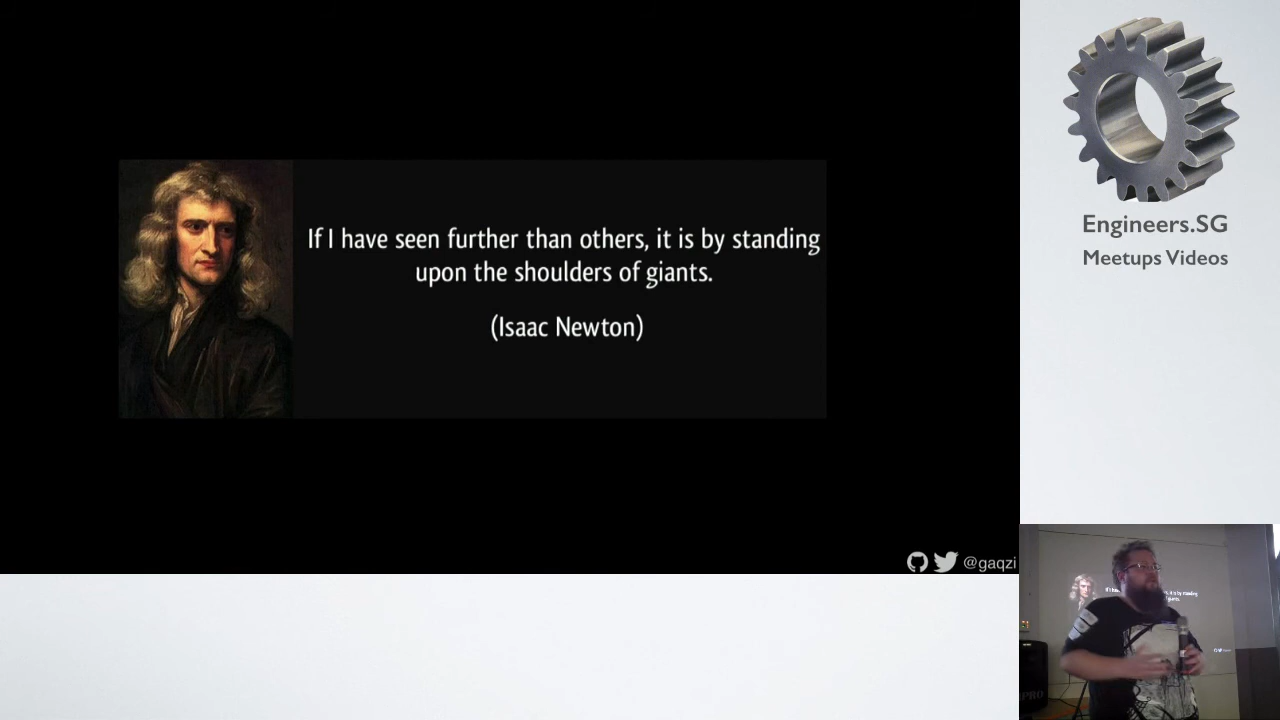 If I have seen further than others, it is by standing
upon the shoulders of giants.
(Isaac Newton)
@gaqzi
Engineers.SG
Meetups Videos